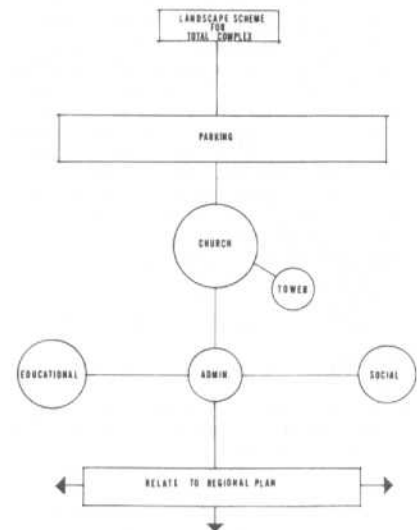 LANDSCAPE SCHEME
FOR
TOTAL COMPLEX
PARKING
CHURCH
TOWER
EDUCATIONAL
ADMIN
SOCIAL
RELATE TO REGIONAL PLAN